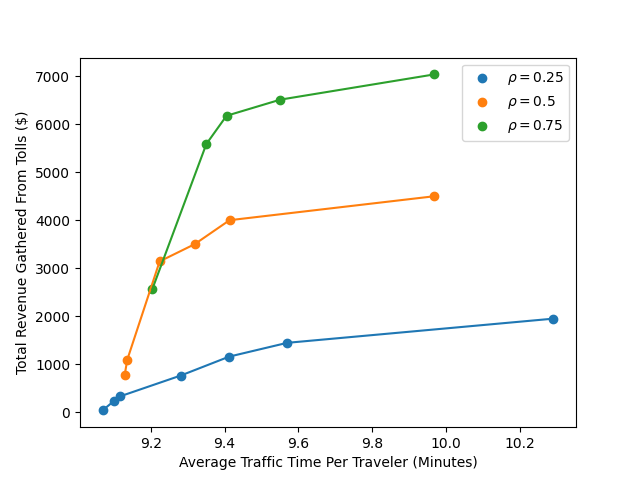 7000
6000
5000
4000
3000
2000
1000
0
Total Revenue Gathered From Tolls ($)
ρ = 0.25
ρ = 0.5
ρ = 0.75
9.2 9.4 9.6 9.8 10.0 10.2
Average Traffic Time Per Traveler (Minutes)